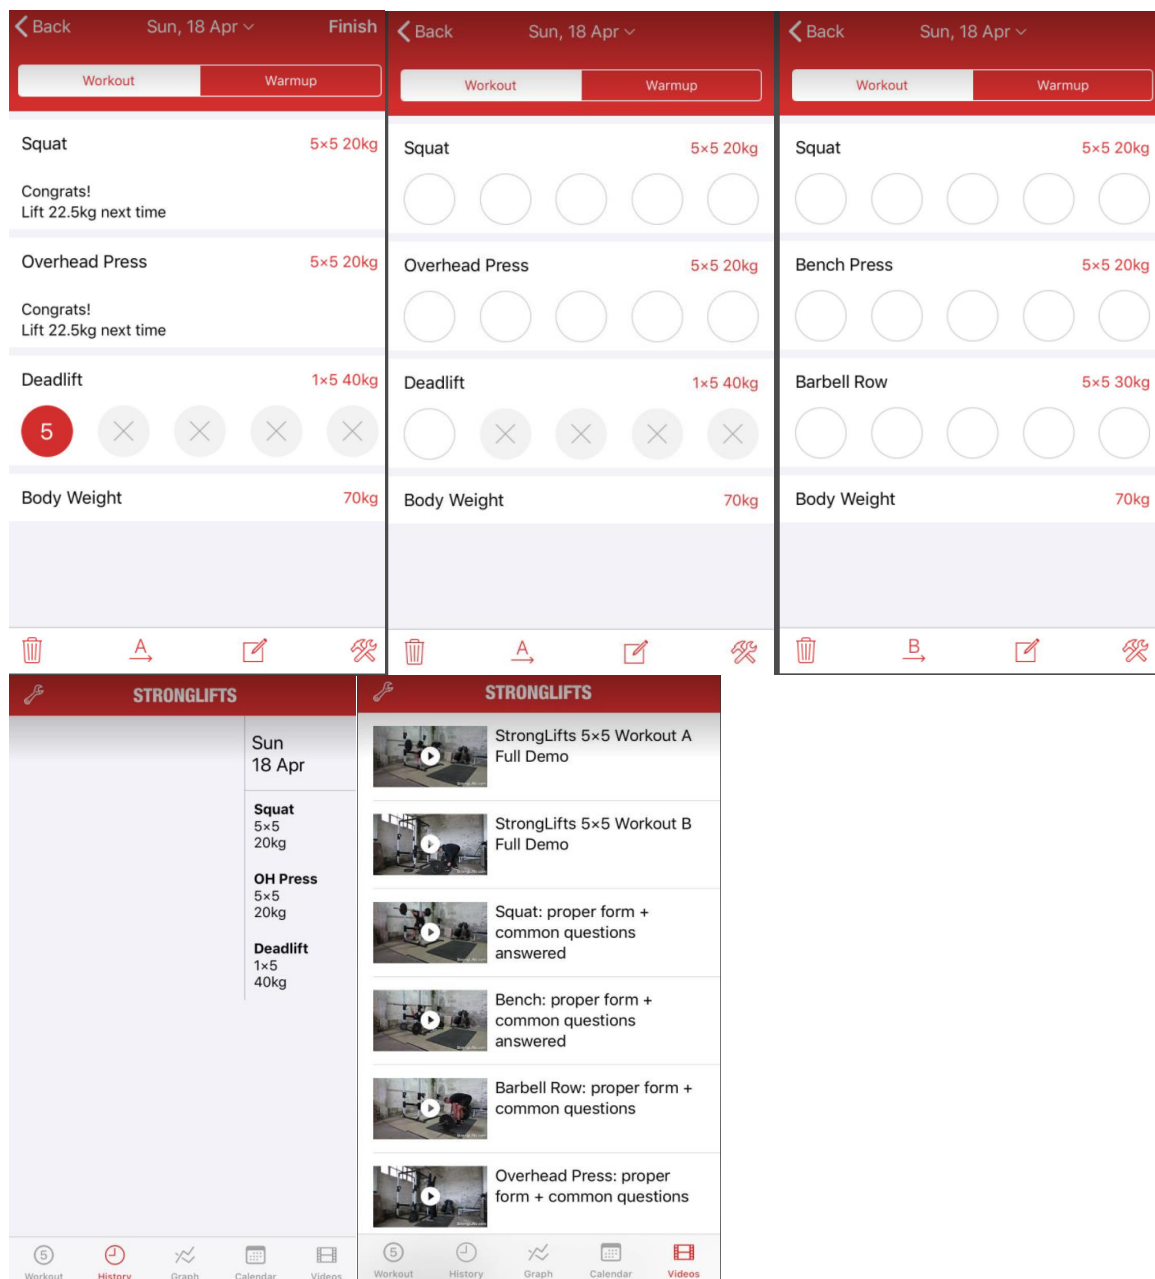 Back Sun, 18 Apr Finish
Workout Warmup
Squat 5×5 20kg
Congrats!
Lift 22.5kg next time
Overhead Press 5×5 20kg
Congrats!
Lift 22.5kg next time
Deadlift 1×5 40kg
5
Body Weight 70kg
A
Back Sun, 18 Apr
Workout Warmup
Squat 5×5 20kg
Overhead Press 5×5 20kg
Deadlift 1×5 40kg
Body Weight 70kg
A
Back Sun, 18 Apr
Workout Warmup
Squat 5×5 20kg
Bench Press 5×5 20kg
Barbell Row 5×5 30kg
Body Weight 70kg
B
STRONGLIFTS
Sun
18 Apr
Squat
5×5
20kg
OH Press
5×5
20kg
Deadlift
1×5
40kg
5
Workout History Graph Calendar Videos
STRONGLIFTS
StrongLifts 5×5 Workout A
Full Demo
StrongLifts 5×5 Workout B
Full Demo
Squat: proper form +
common questions
answered
Bench: proper form +
common questions
answered
Barbell Row: proper form +
common questions
Overhead Press: proper
form + common questions
5
Workout History Graph Calendar Videos